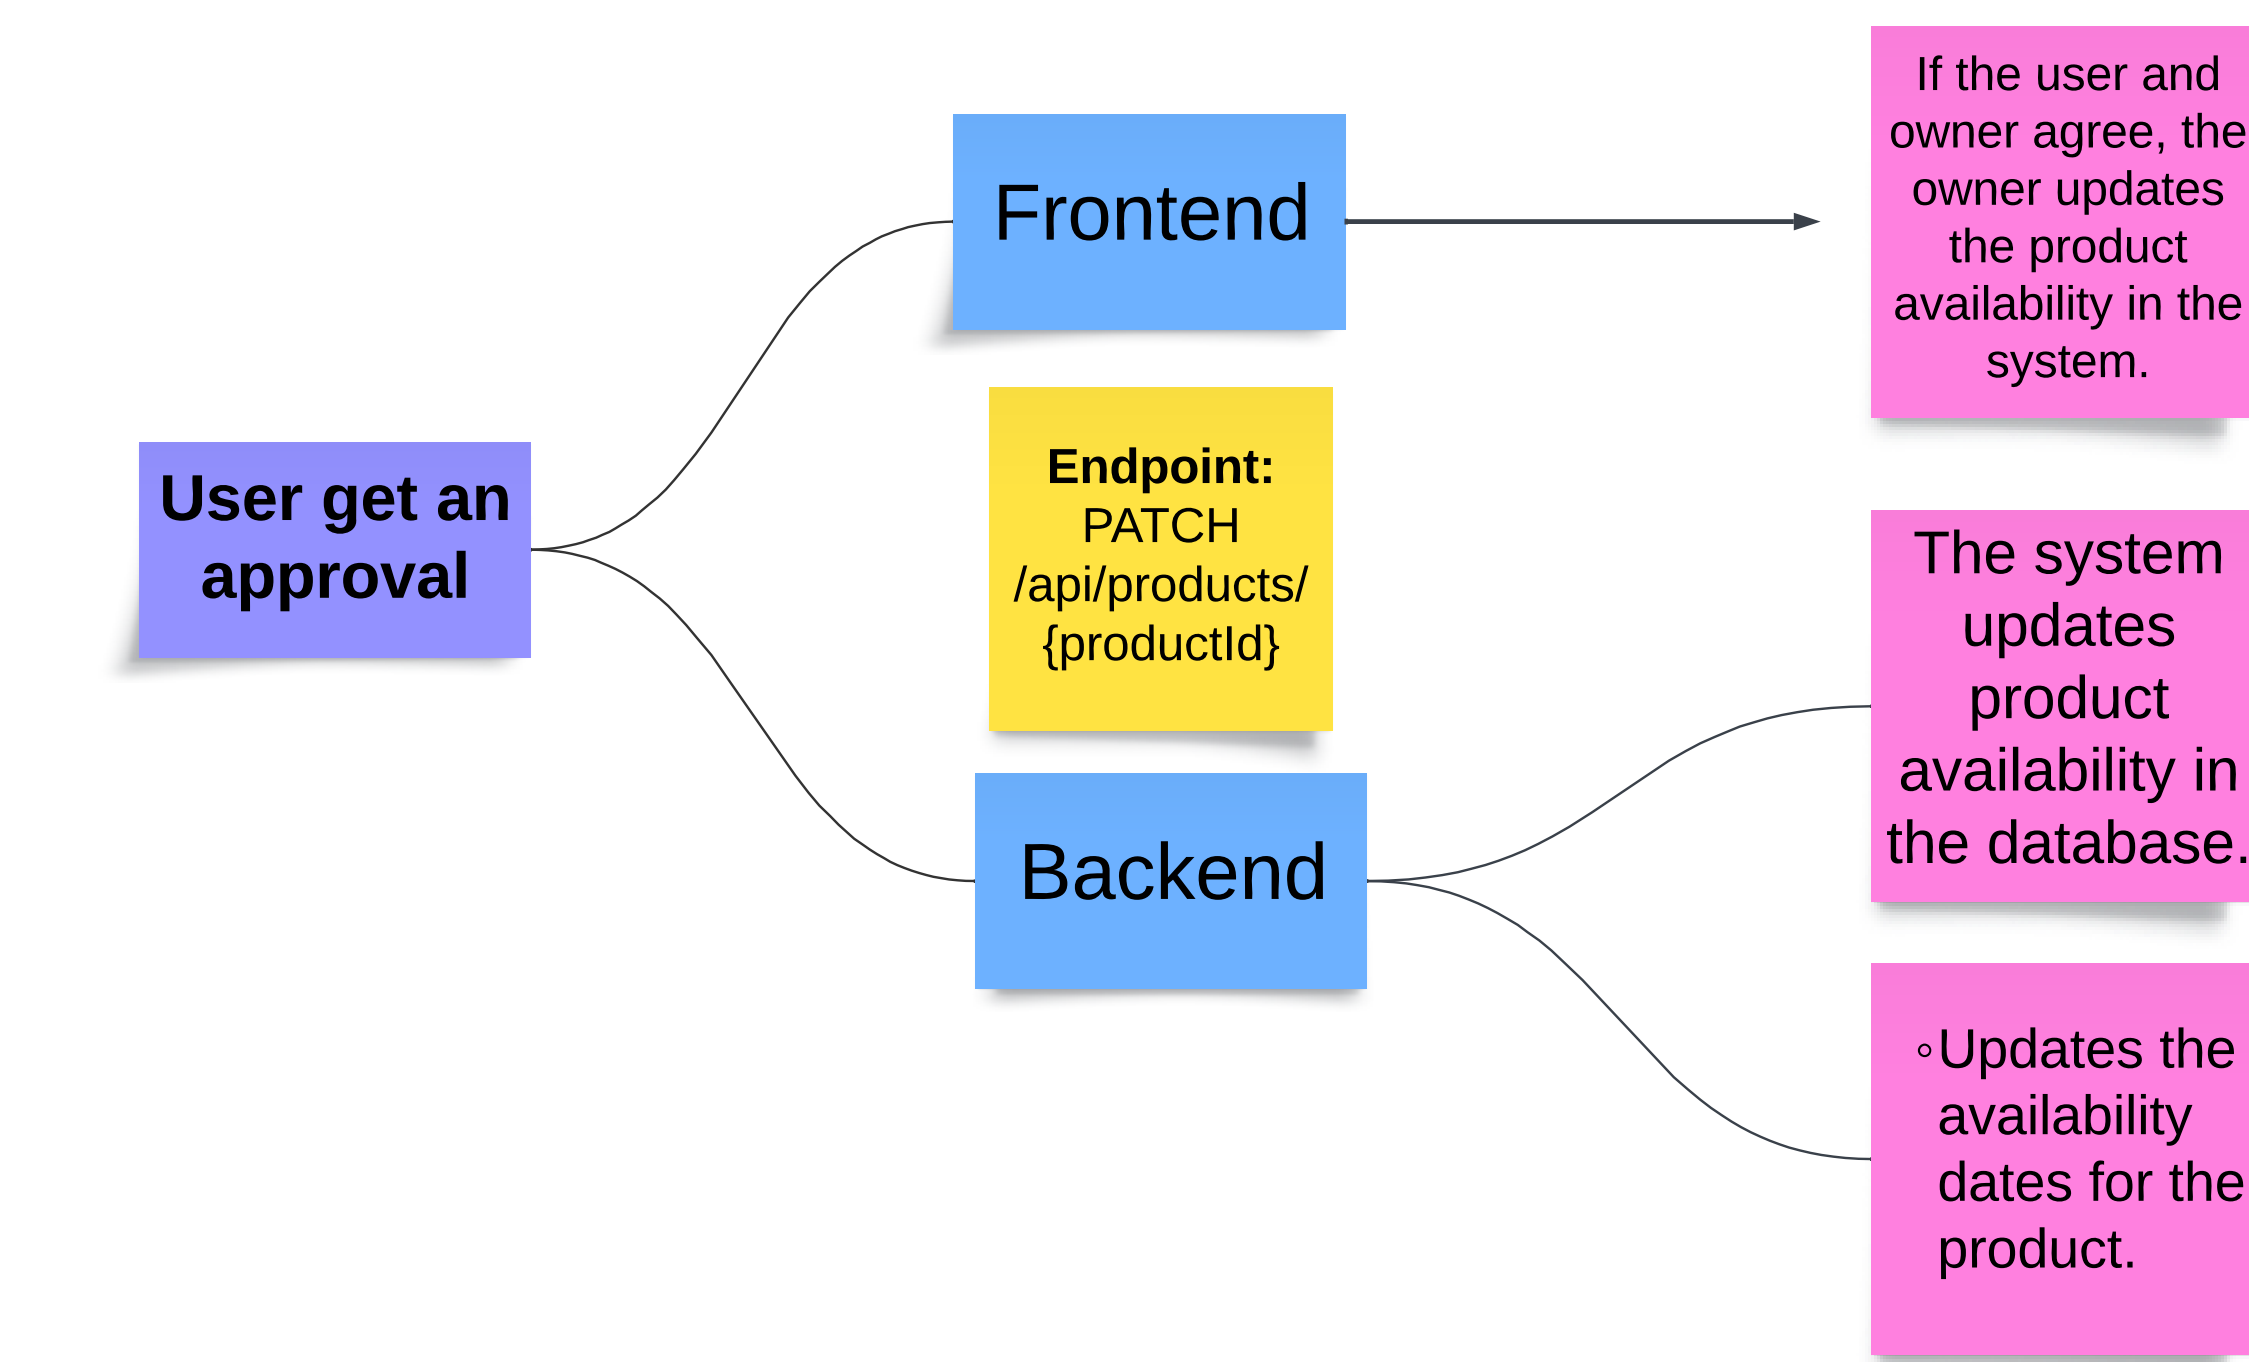 User get an
approval
Frontend
If the user and
owner agree, the
owner updates
the product
availability in the
system.
Endpoint:
PATCH
/api/products/
{productId}
Backend
The system
updates
product
availability in
the database.
◦Updates the
availability
dates for the
product.